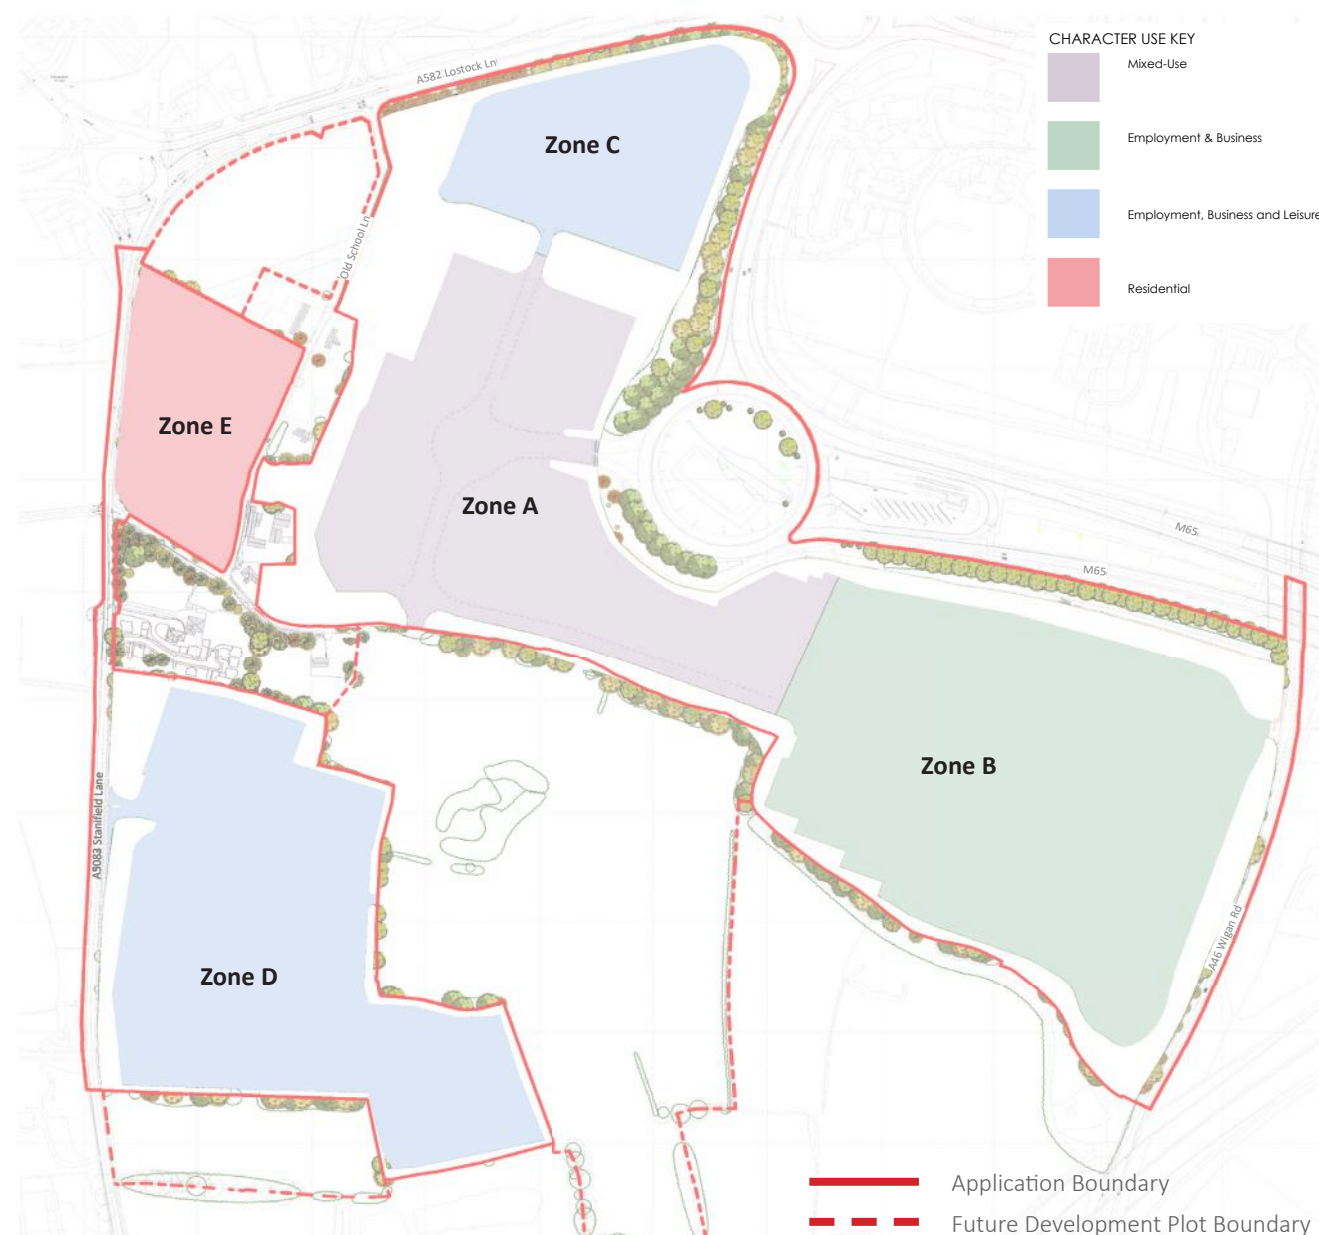 CHARACTER USE KEY
Mixed-Use
Employment & Business
Employment, Business and Leisure
Residential
A582 Lostock Ln
Zone C
Old School Ln
Zone E
Zone A
M65
M65
Zone B
A5083 Stanifield Lane
A46 Wigan Rd
Zone D
Application Boundary
Future Development Plot Boundary